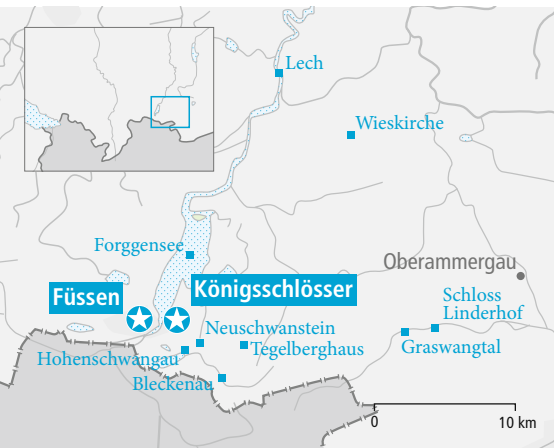 Lech
Wieskirche
Forggensee
Oberammergau
Füssen
Königsschlösser
Schloss
Linderhof
Neuschwanstein
Hohenschwangau
Tegelberghaus
Graswangtal
Bleckenau
0
10 km